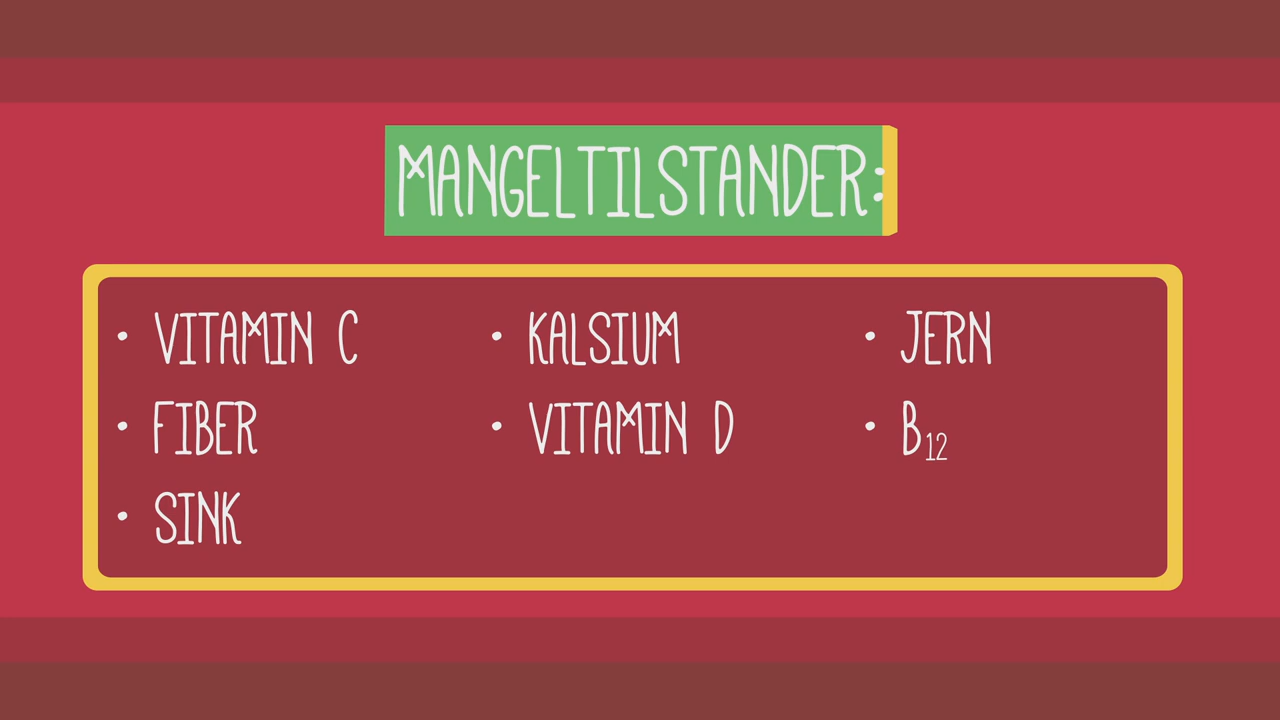 MANGELTILSTANDER:
• VITAMIN C
• FIBER
• SINK
• KALSIUM
• VITAMIN D
• JERN
• B₁₂